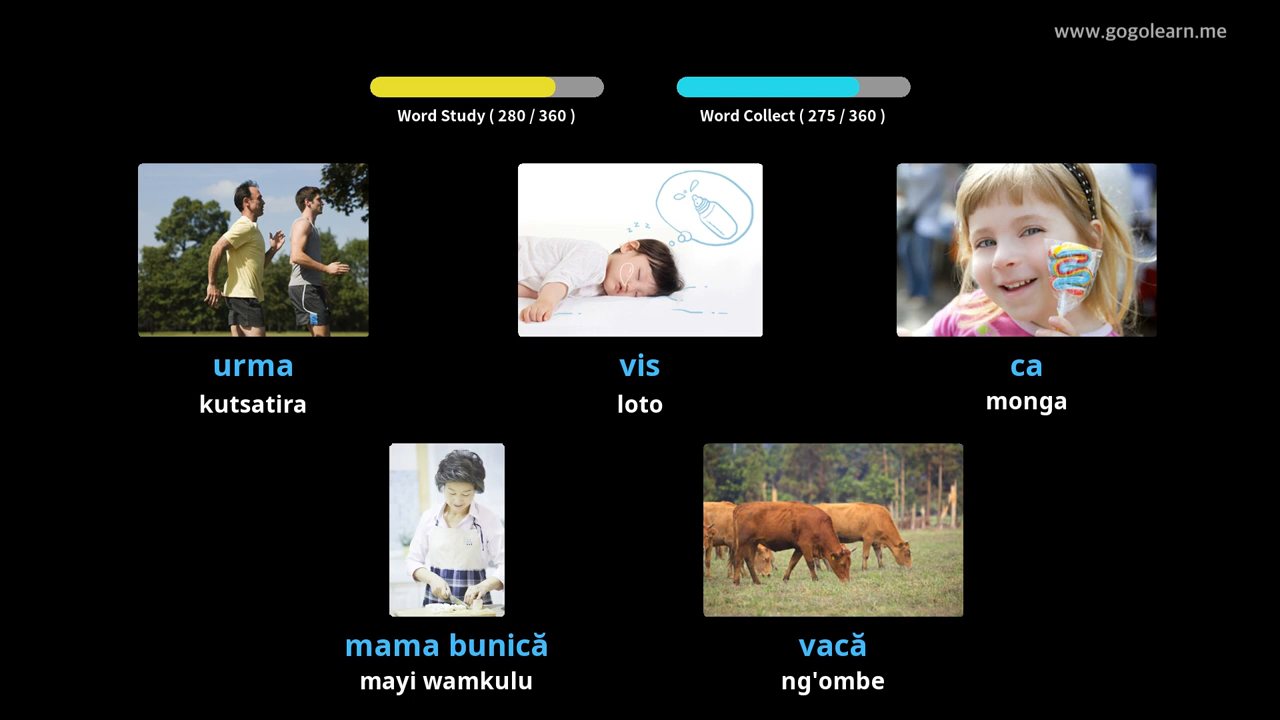 www.gogolearn.me
Word Study ( 280 / 360 )
Word Collect ( 275 / 360 )
urma
kutsatira
vis
loto
ca
monga
mama bunică
mayi wamkulu
vacă
ng'ombe